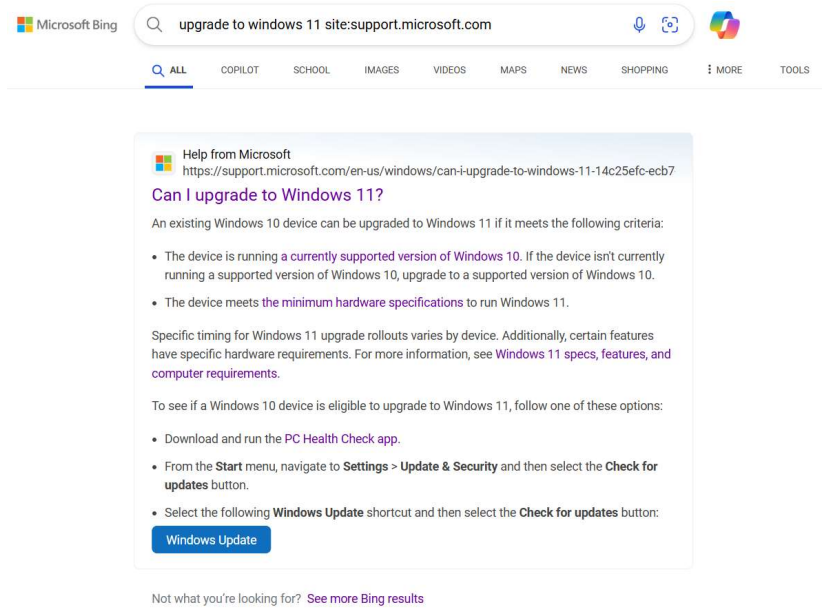 Microsoft Bing
upgrade to windows 11 site:support.microsoft.com
ALL COPILOT SCHOOL IMAGES VIDEOS MAPS NEWS SHOPPING MORE TOOLS
Help from Microsoft
https://support.microsoft.com/en-us/windows/can-i-upgrade-to-windows-11-14c25efc-ecb7
Can I upgrade to Windows 11?
An existing Windows 10 device can be upgraded to Windows 11 if it meets the following criteria:
• The device is running a currently supported version of Windows 10. If the device isn't currently
running a supported version of Windows 10, upgrade to a supported version of Windows 10.
• The device meets the minimum hardware specifications to run Windows 11.
Specific timing for Windows 11 upgrade rollouts varies by device. Additionally, certain features
have specific hardware requirements. For more information, see Windows 11 specs, features, and
computer requirements.
To see if a Windows 10 device is eligible to upgrade to Windows 11, follow one of these options:
• Download and run the PC Health Check app.
• From the Start menu, navigate to Settings > Update & Security and then select the Check for
updates button.
• Select the following Windows Update shortcut and then select the Check for updates button:
Windows Update
Not what you're looking for? See more Bing results